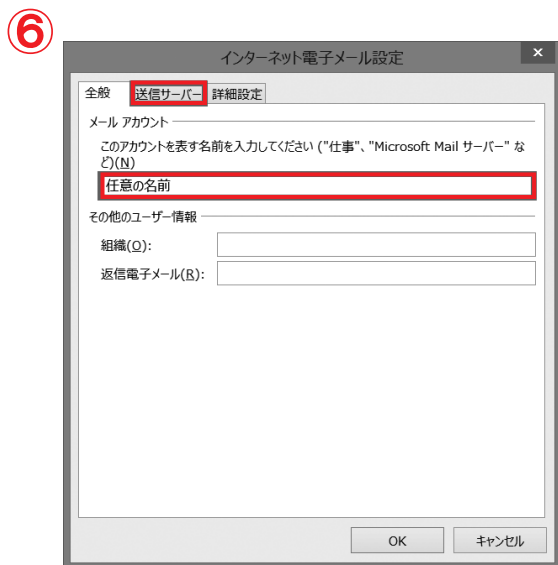 ⑥
インターネット電子メール設定
×
全般 送信サーバー 詳細設定
メール アカウント
このアカウントを表す名前を入力してください ("仕事"、"Microsoft Mail サーバー" な
ど)(N)
任意の名前
その他のユーザー情報
組織(O):
返信電子メール(R):
OK キャンセル